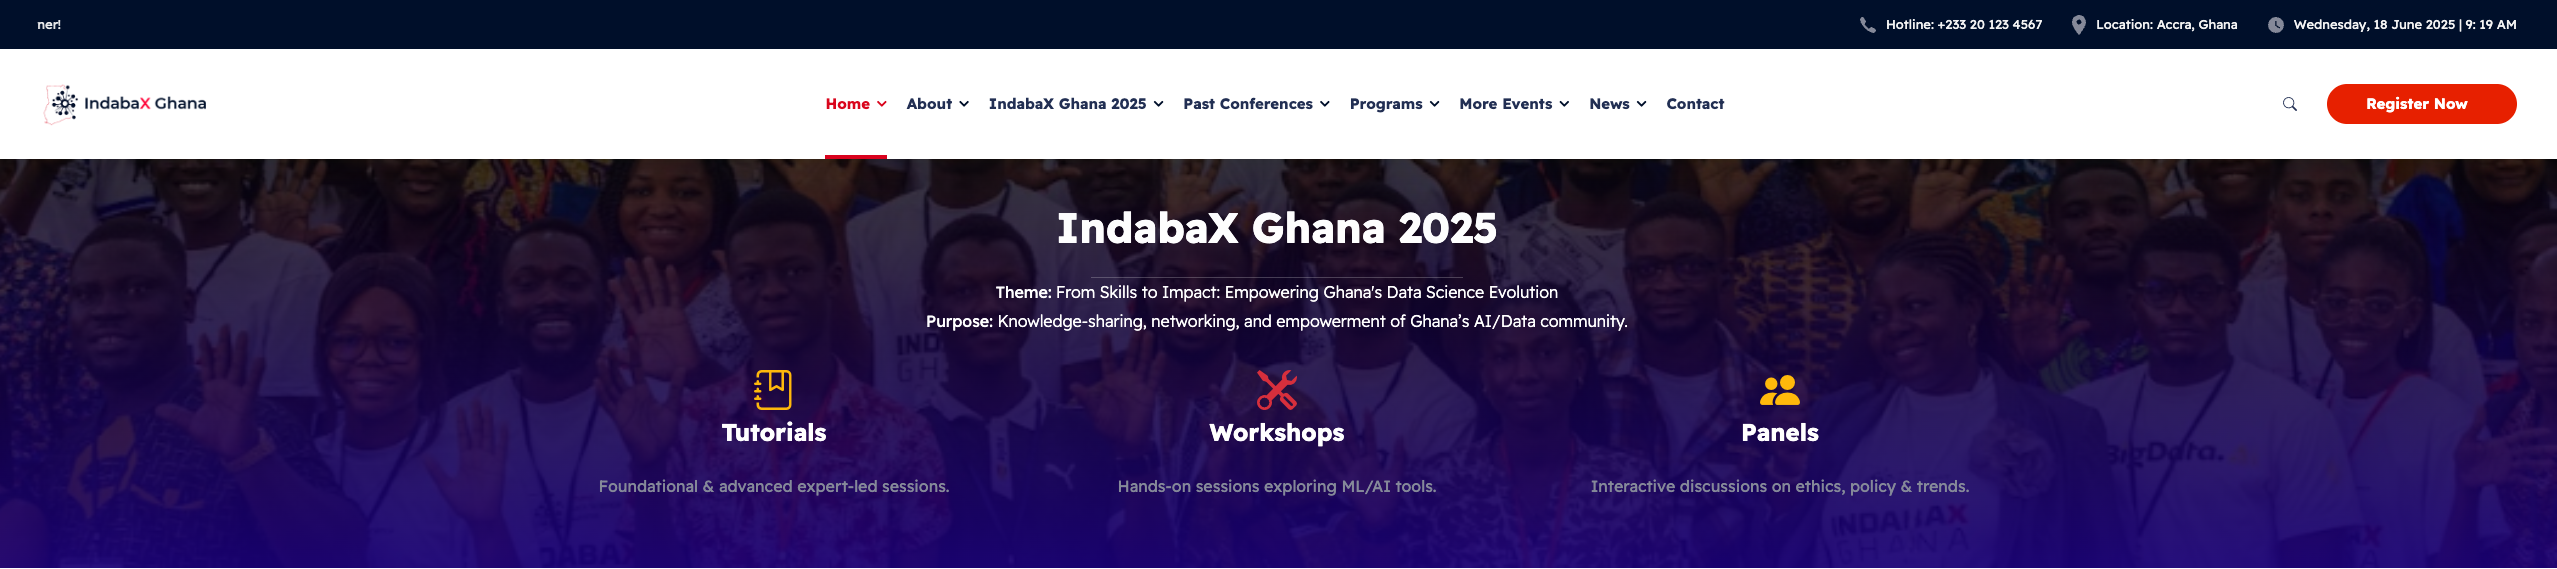 ner!
Hotline: +233 20 123 4567
Location: Accra, Ghana
Wednesday, 18 June 2025 | 9: 19 AM
IndabaX Ghana
Home
About
IndabaX Ghana 2025
Past Conferences
Programs
More Events
News
Contact
Register Now
IndabaX Ghana 2025
Theme: From Skills to Impact: Empowering Ghana's Data Science Evolution
Purpose: Knowledge-sharing, networking, and empowerment of Ghana’s AI/Data community.
Tutorials
Foundational & advanced expert-led sessions.
Workshops
Hands-on sessions exploring ML/AI tools.
Panels
Interactive discussions on ethics, policy & trends.
BigData.
INDABAX
GHANA